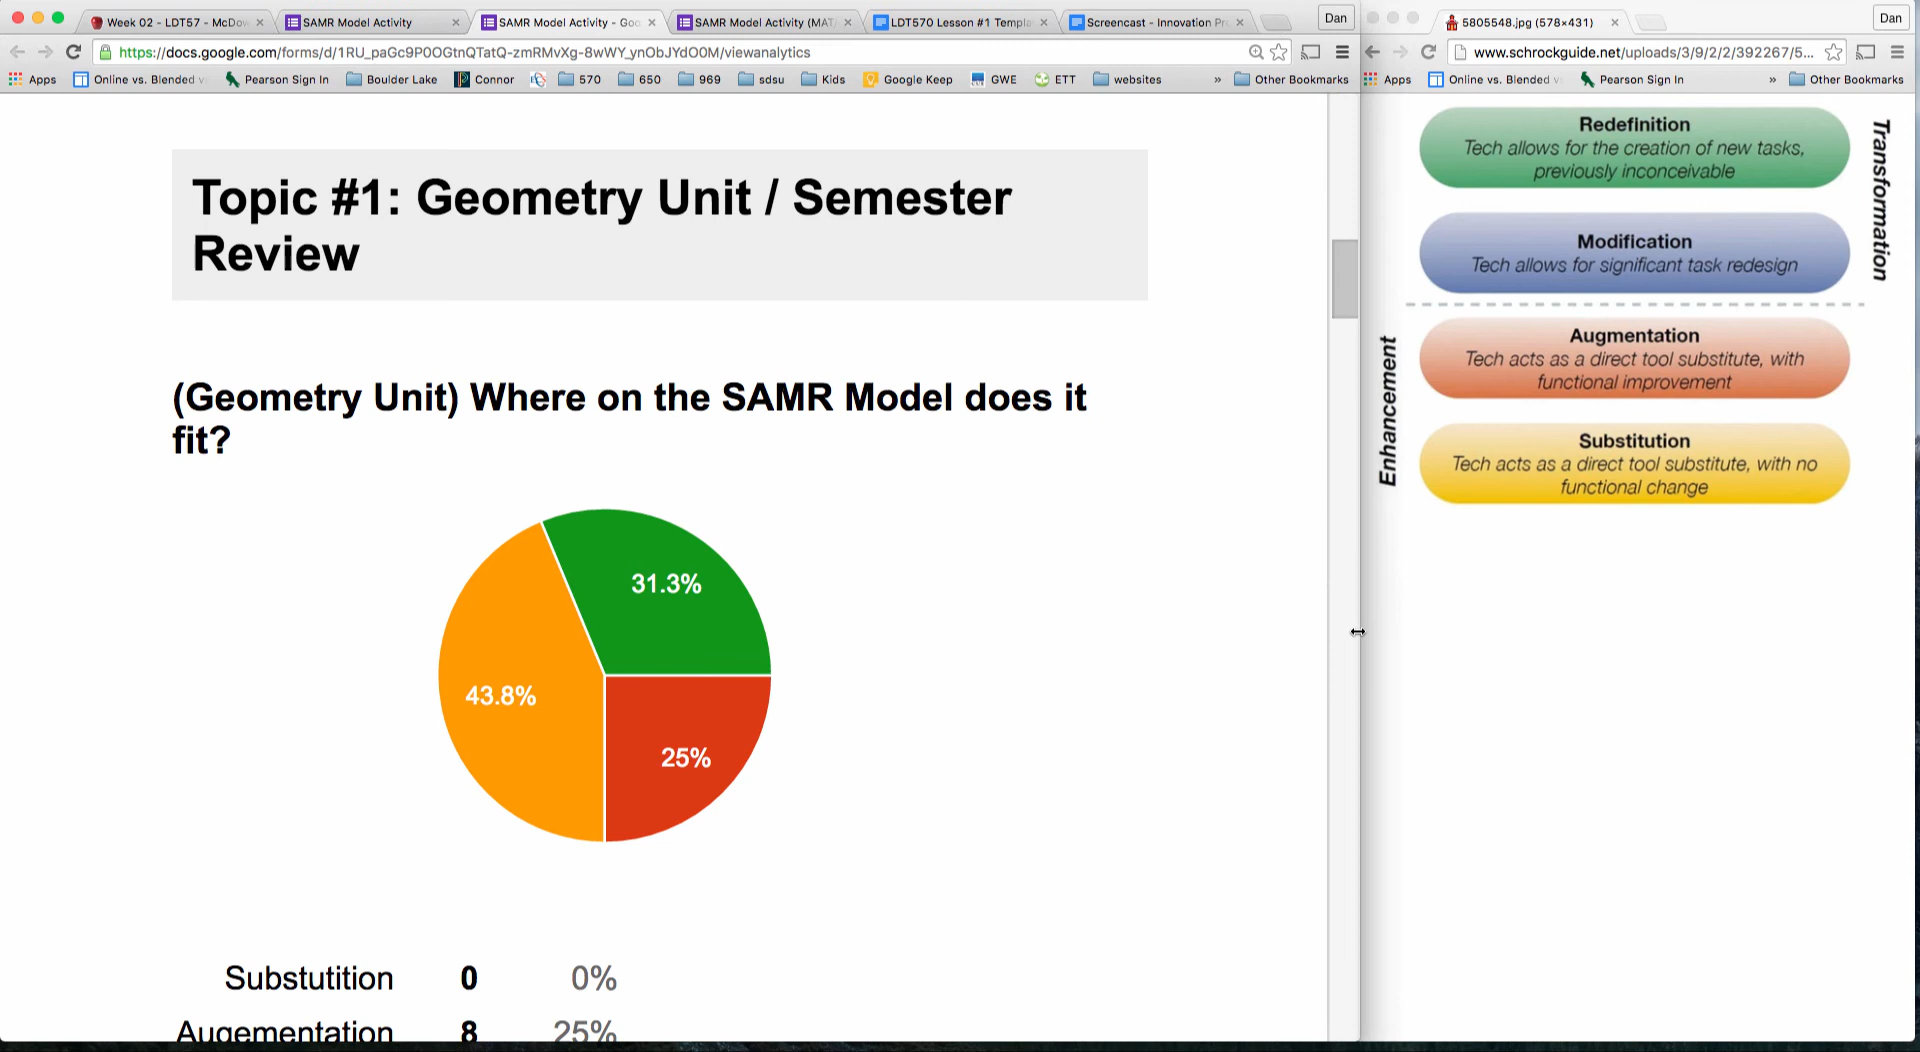 Week 02 - LDT57 - McDow
SAMR Model Activity
SAMR Model Activity - Goo
SAMR Model Activity (MAT
LDT570 Lesson #1 Templa
Screencast - Innovation Pr
Dan
https://docs.google.com/forms/d/1RU_paGc9P0OGtnQTatQ-zmRMvXg-8wWY_ynObJYdO0M/viewanalytics
Apps
Online vs. Blended v
Pearson Sign In
Boulder Lake
Connor
570
650
969
sdsu
Kids
Google Keep
GWE
ETT
websites
»
Other Bookmarks
Topic #1: Geometry Unit / Semester
Review
(Geometry Unit) Where on the SAMR Model does it
fit?
31.3%
43.8%
25%
Substutition 0 0%
Augementation 8 25%
5805548.jpg (578×431)
Dan
www.schrockguide.net/uploads/3/9/2/2/392267/5...
Apps
Online vs. Blended v
Pearson Sign In
»
Other Bookmarks
Redefinition
Tech allows for the creation of new tasks,
previously inconceivable
Modification
Tech allows for significant task redesign
Transformation
Augmentation
Tech acts as a direct tool substitute, with
functional improvement
Substitution
Tech acts as a direct tool substitute, with no
functional change
Enhancement